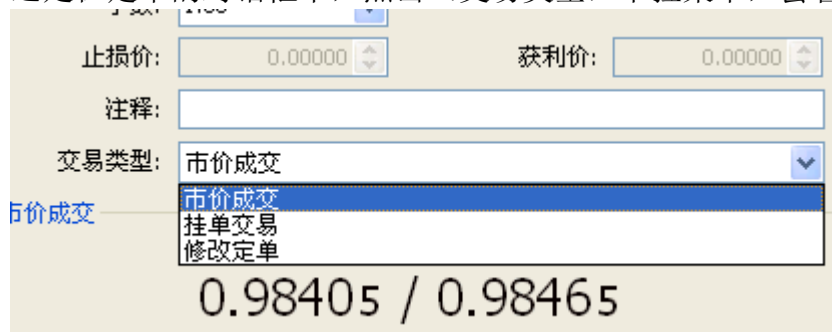 止损价: 0.00000 获利价: 0.00000
注释:
交易类型: 市价成交
市价成交
市价成交
挂单交易
修改定单
0.98405 / 0.98465